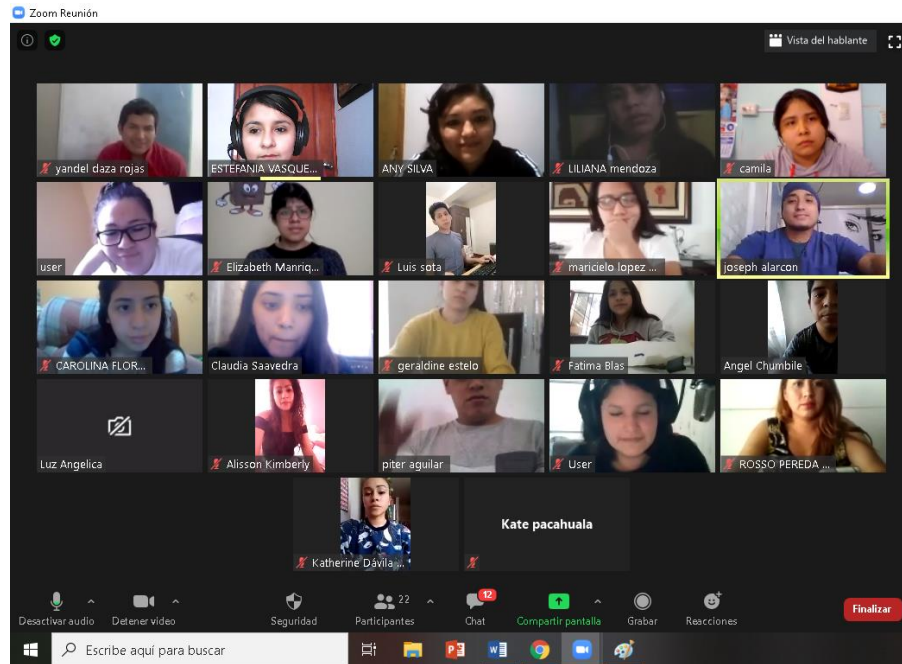 Zoom Reunión
Vista del hablante
yandel daza rojas
ESTEFANIA VASQUE...
ANY SILVA
LILIANA mendoza
camila
user
Elizabeth Manriq...
Luis sota
maricielo lopez ...
joseph alarcon
CAROLINA FLOR...
Claudia Saavedra
geraldine estelo
Fatima Blas
Angel Chumbile
Luz Angelica
Alisson Kimberly
piter aguilar
User
ROSSO PEREDA ...
Katherine Dávila ...
Kate pacahuala
22
12
Desactivar audio
Detener video
Seguridad
Participantes
Chat
Compartir pantalla
Grabar
Reacciones
Finalizar
Escribe aquí para buscar